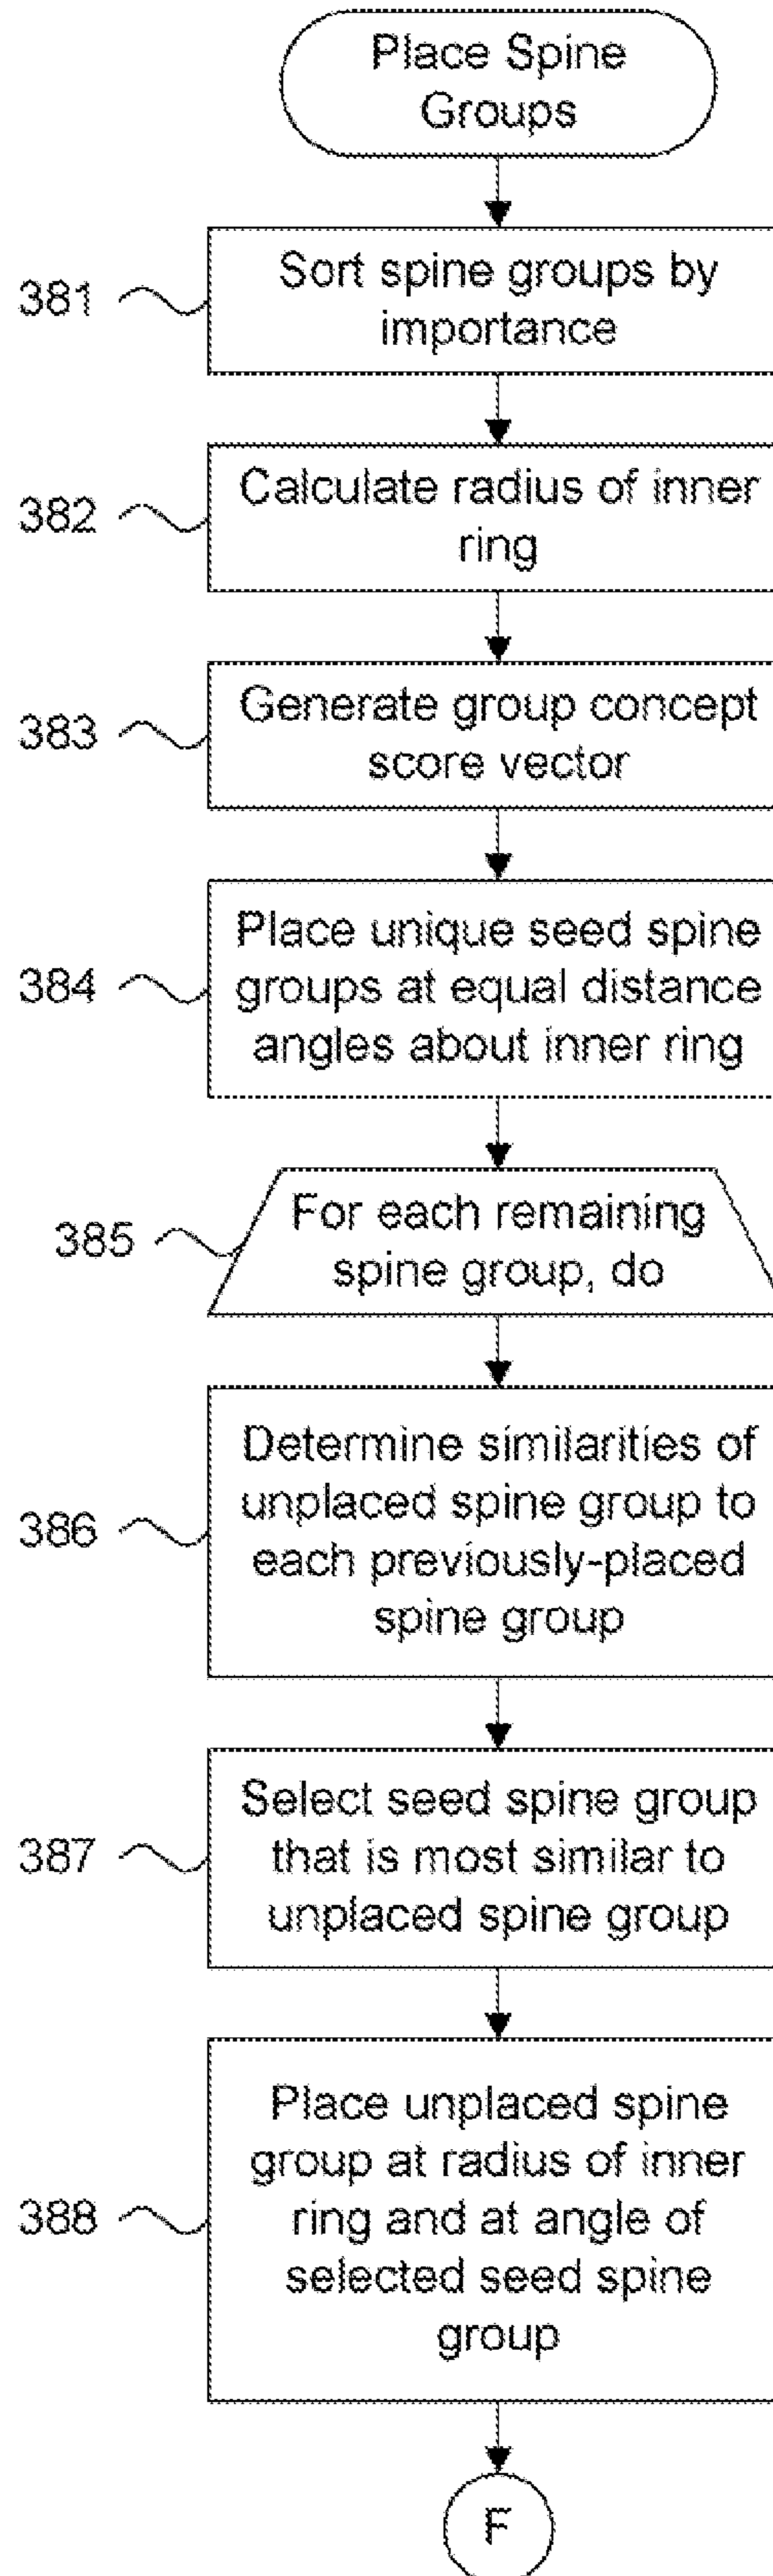 Place Spine
Groups
381
Sort spine groups by
importance
382
Calculate radius of inner
ring
383
Generate group concept
score vector
384
Place unique seed spine
groups at equal distance
angles about inner ring
385
For each remaining
spine group, do
386
Determine similarities of
unplaced spine group to
each previously-placed
spine group
387
Select seed spine group
that is most similar to
unplaced spine group
388
Place unplaced spine
group at radius of inner
ring and at angle of
selected seed spine
group
F